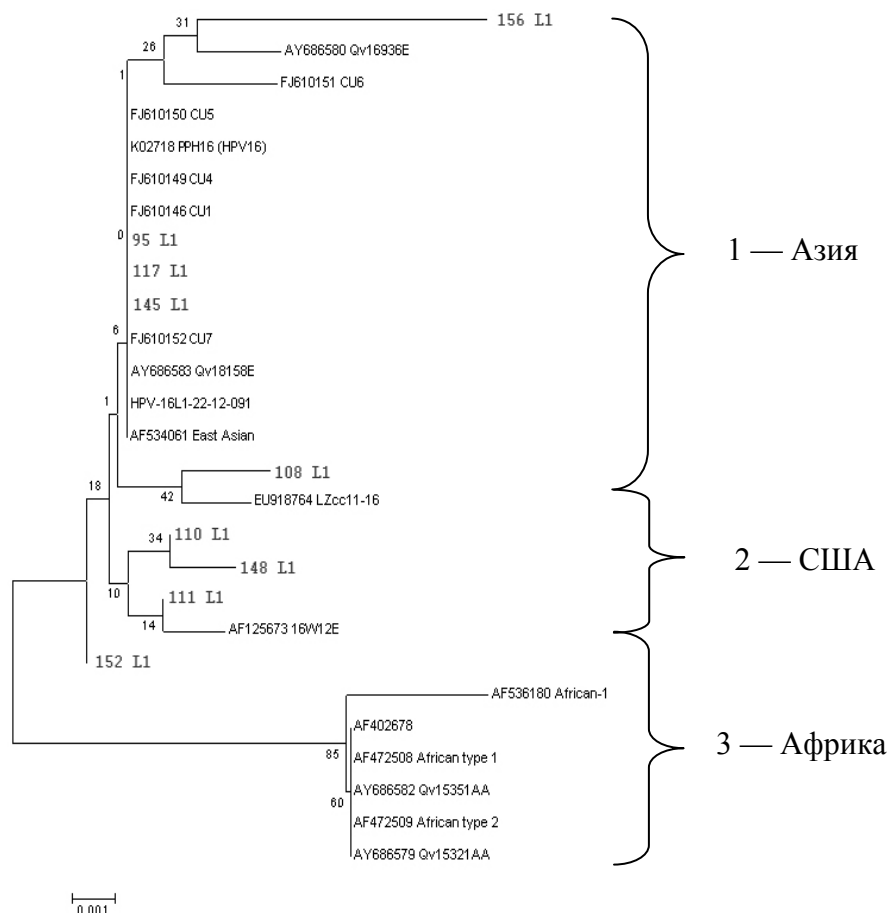 31
156 L1
26
AY686580 Qv16936E
1
FJ610151 CU6
FJ610150 CU5
K02718 PPH16 (HPV16)
FJ610149 CU4
FJ610146 CU1
0
95 L1
1 — Азия
117 L1
145 L1
6
FJ610152 CU7
AY686583 Qv18158E
1
HPV-16L1-22-12-091
AF534061 East Asian
108 L1
18
42
EU918764 LZcc11-16
34
110 L1
148 L1
2 — США
10
111 L1
14
AF125673 16W12E
152 L1
AF536180 African-1
AF402678
85
AF472508 African type 1
3 — Африка
AY686582 Qv15351AA
60
AF472509 African type 2
AY686579 Qv15321AA
0.001